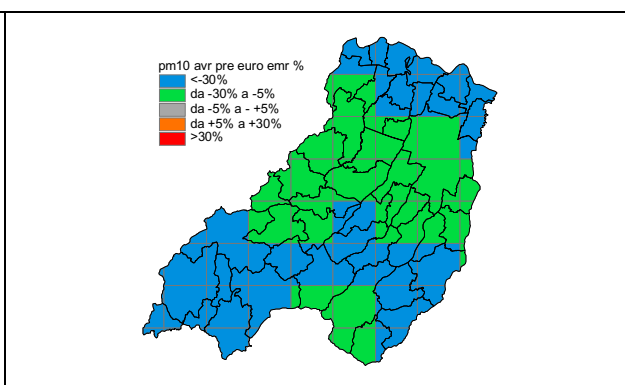 pm10 avr pre euro emr %
<-30%
da -30% a -5%
da -5% a - +5%
da +5% a +30%
>30%